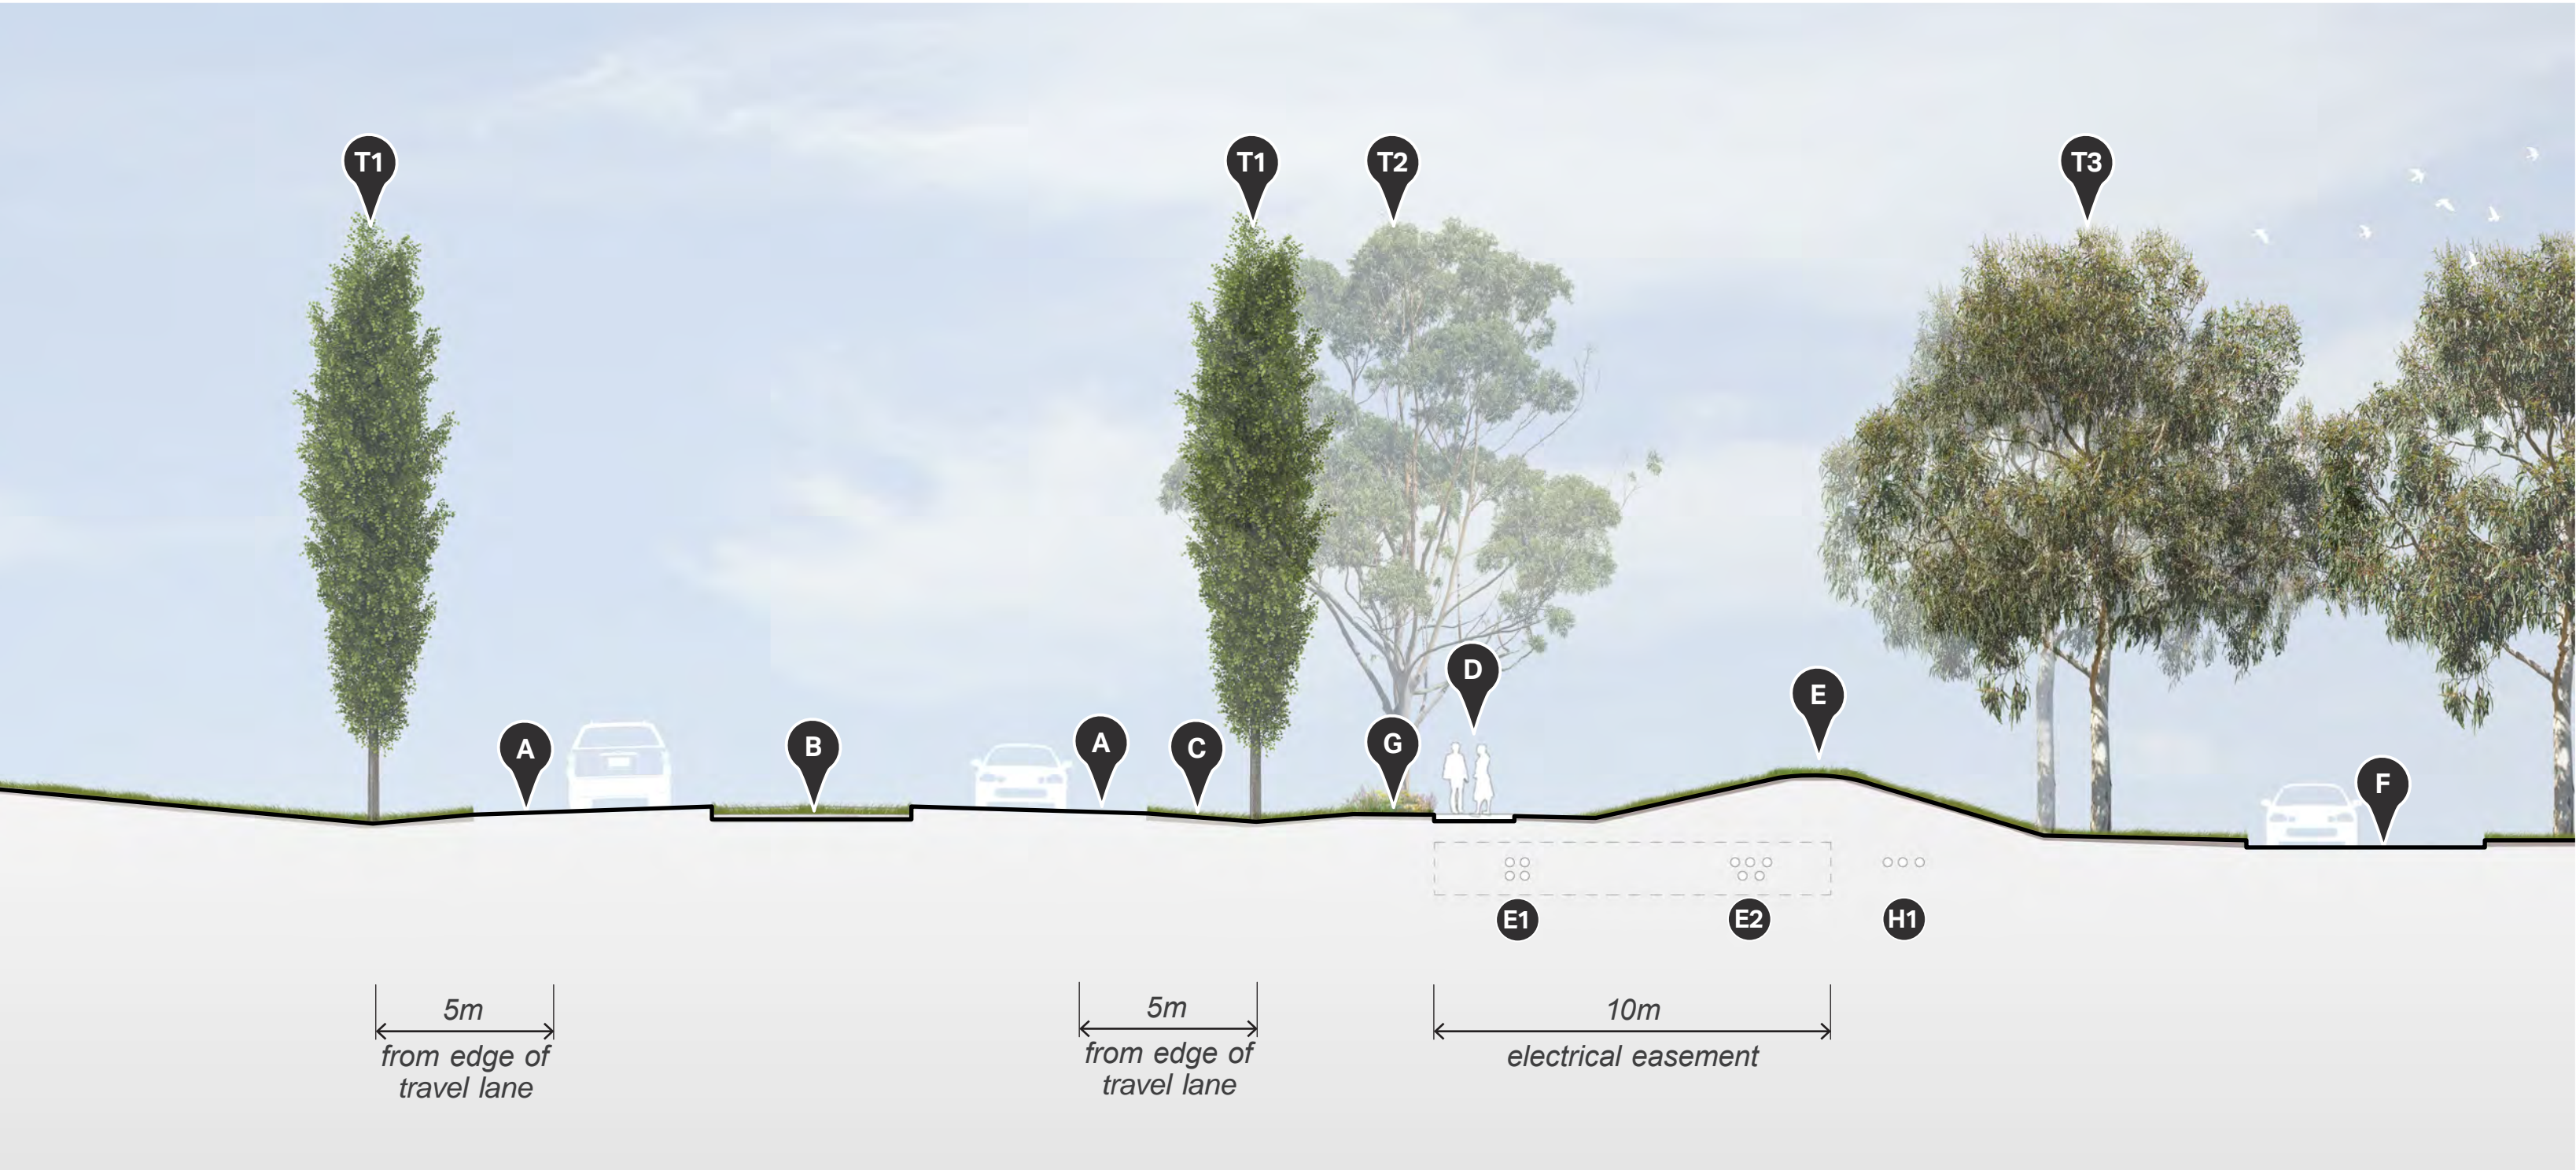 T1
T1
T2
T3
D
E
A
B
A
C
G
F
E1
E2
H1
5m
from edge of
travel lane
5m
from edge of
travel lane
10m
electrical easement